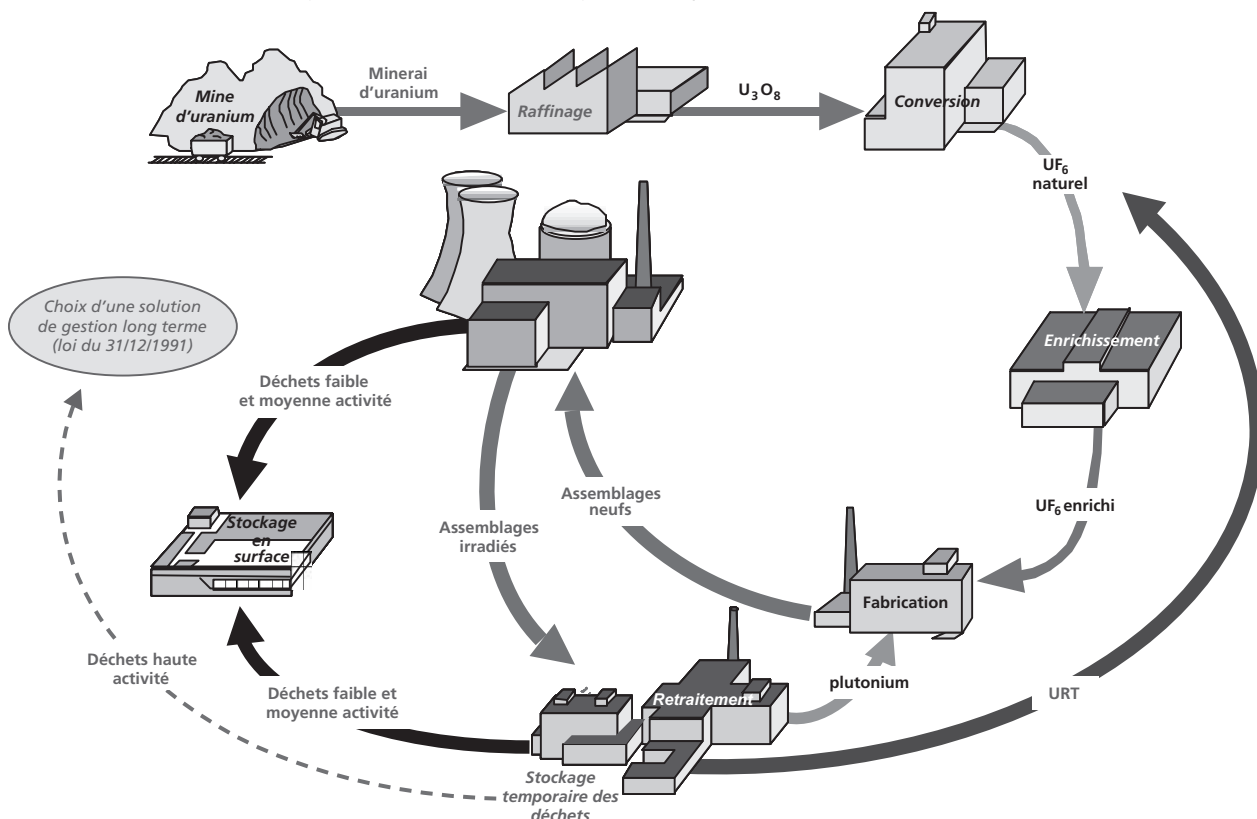 Mine
d'uranium
Minerai
d'uranium
Raffinage
U3O8
Conversion
UF6
naturel
Choix d'une solution
de gestion long terme
(loi du 31/12/1991)
Enrichissement
Déchets faible
et moyenne activité
Assemblages
neufs
UF6 enrichi
Stockage
en
surface
Assemblages
irradiés
Fabrication
Déchets haute
activité
Déchets faible et
moyenne activité
Retraitement
plutonium
URT
Stockage
temporaire des
déchets